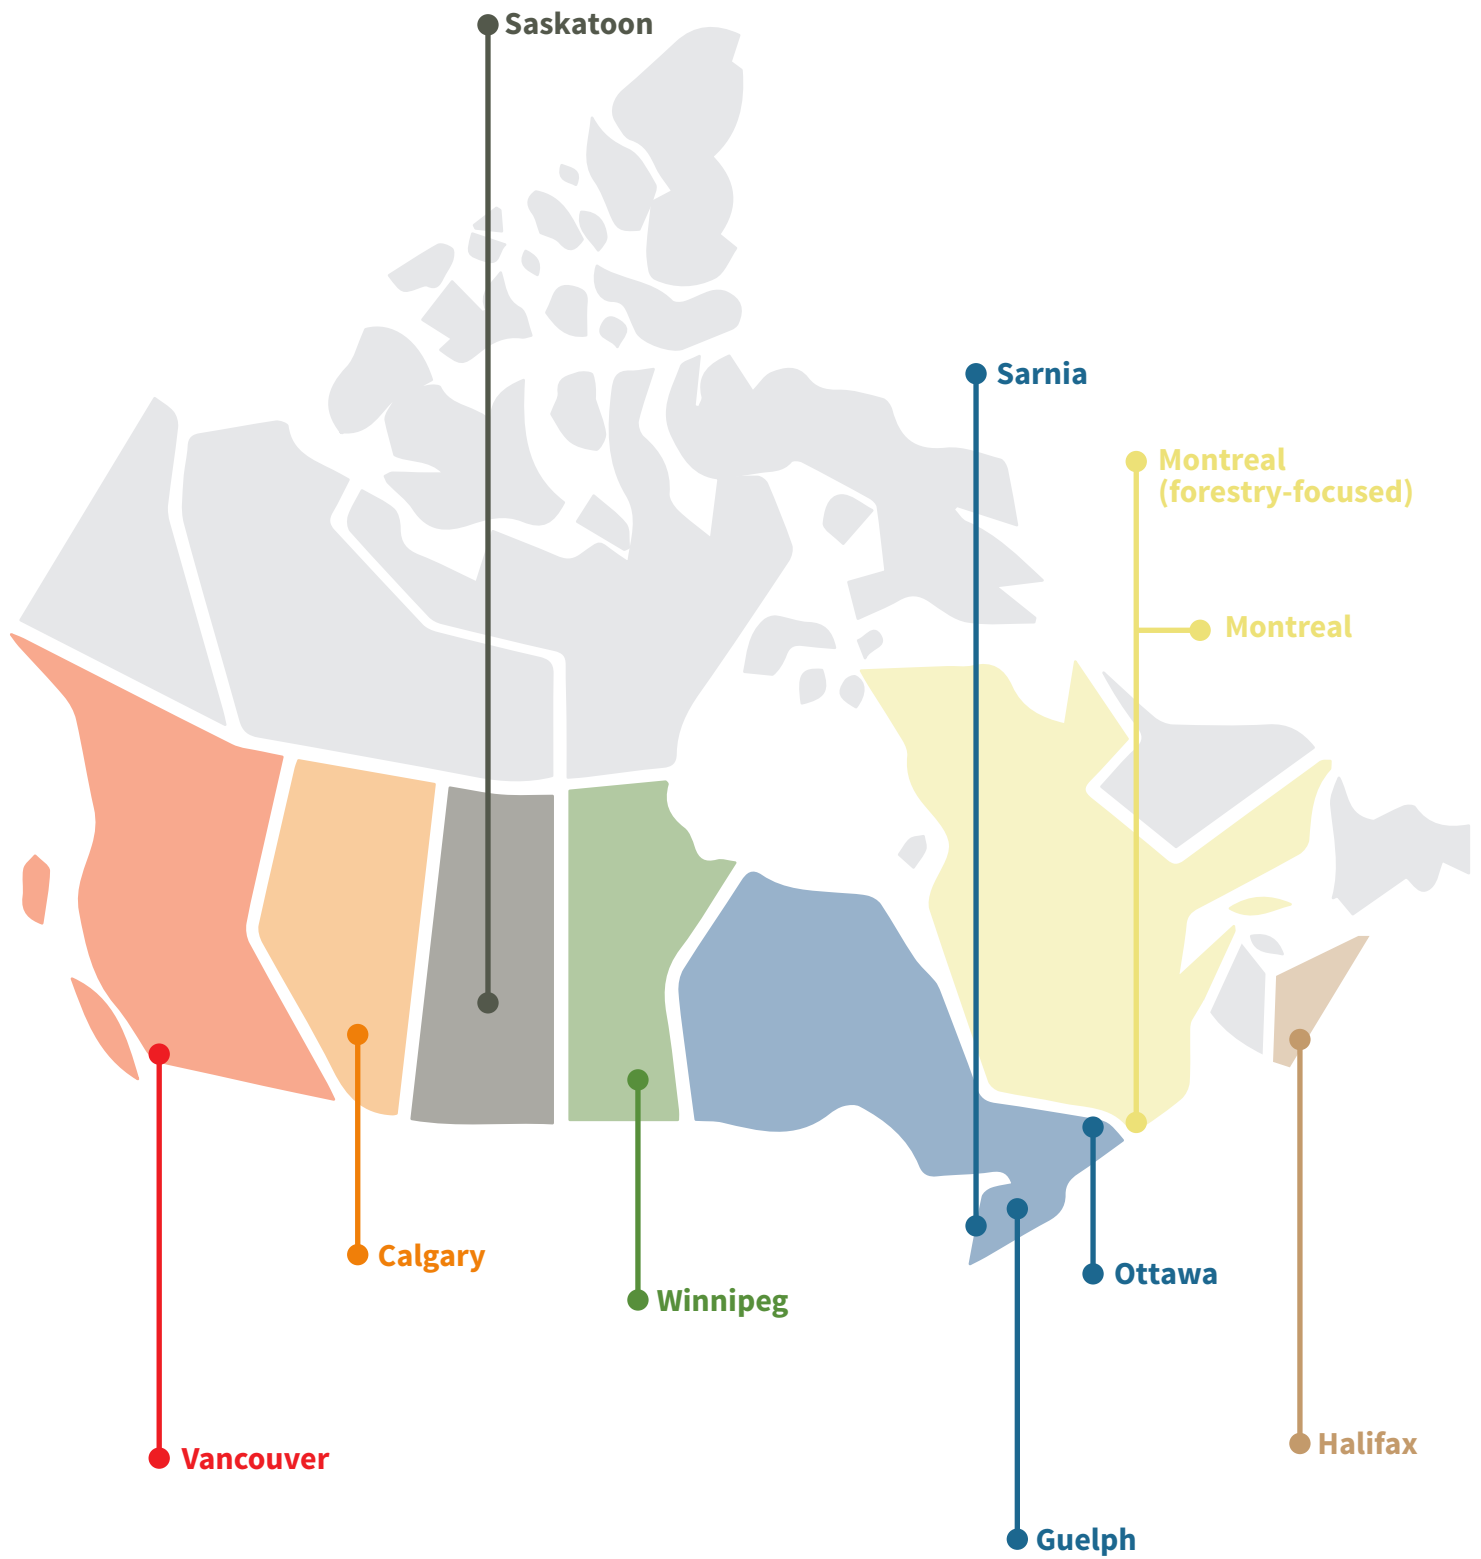 Saskatoon
Sarnia
Montreal
(forestry-focused)
Montreal
Calgary
Ottawa
Winnipeg
Halifax
Vancouver
Guelph